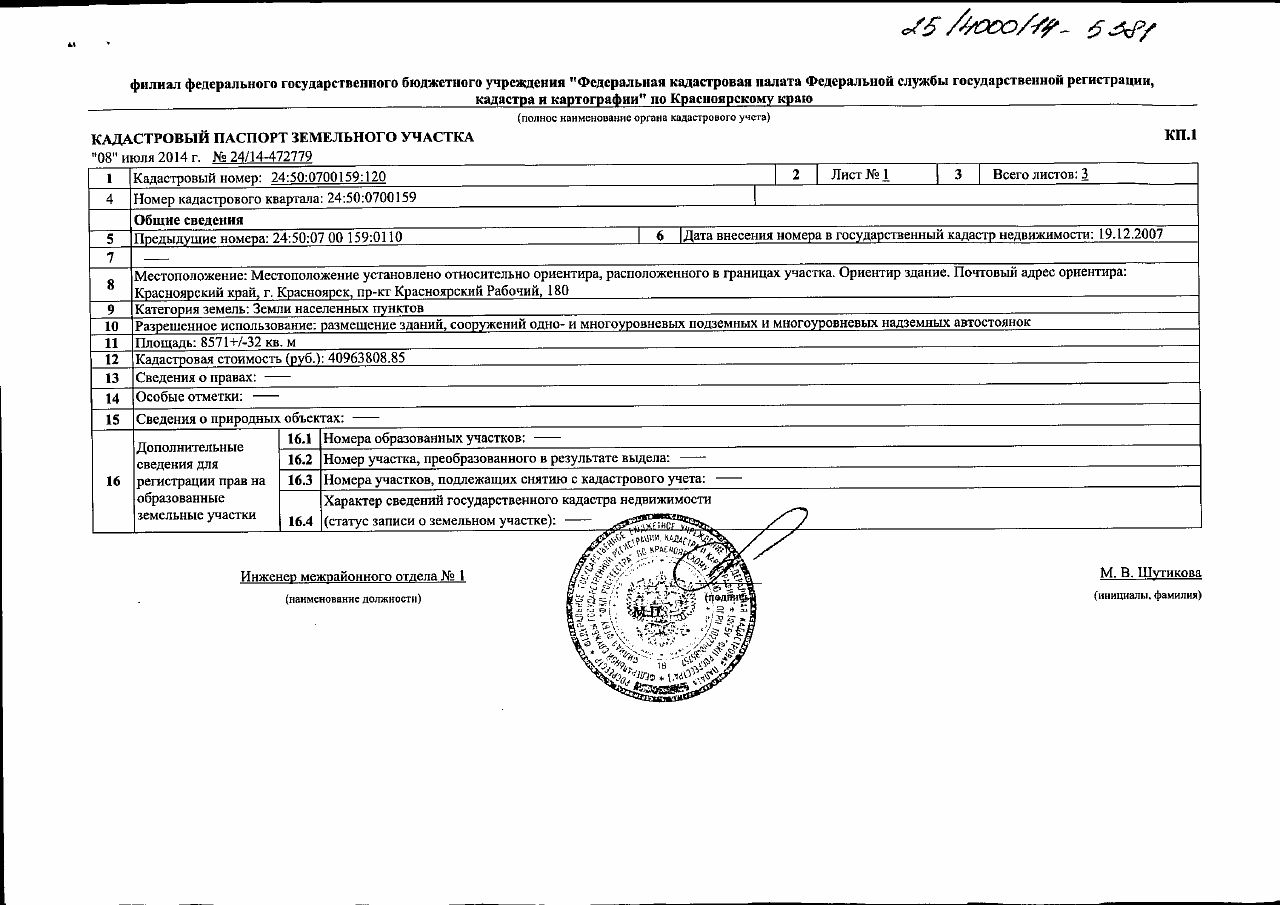 25/4000/14-5381
филиал федерального государственного бюджетного учреждения "Федеральная кадастровая палата Федеральной службы государственной регистрации,
кадастра и картографии" по Красноярскому краю
(полное наименование органа кадастрового учета)
КАДАСТРОВЫЙ ПАСПОРТ ЗЕМЕЛЬНОГО УЧАСТКА КП.1
"08" июля 2014 г. № 24/14-472779
1 Кадастровый номер: 24:50:0700159:120 2 Лист № 1 3 Всего листов: 3
4 Номер кадастрового квартала: 24:50:0700159
Общие сведения
5 Предыдущие номера: 24:50:07 00 159:0110 6 Дата внесения номера в государственный кадастр недвижимости: 19.12.2007
7 —
8 Местоположение: Местоположение установлено относительно ориентира, расположенного в границах участка. Ориентир здание. Почтовый адрес ориентира:
Красноярский край, г. Красноярск, пр-кт Красноярский Рабочий, 180
9 Категория земель: Земли населенных пунктов
10 Разрешенное использование: размещение зданий, сооружений одно- и многоуровневых подземных и многоуровневых надземных автостоянок
11 Площадь: 8571+/-32 кв. м
12 Кадастровая стоимость (руб.): 40963808.85
13 Сведения о правах: —
14 Особые отметки: —
15 Сведения о природных объектах: —
16 Дополнительные
сведения для
регистрации прав на
образованные
земельные участки
16.1 Номера образованных участков: —
16.2 Номер участка, преобразованного в результате выдела: —
16.3 Номера участков, подлежащих снятию с кадастрового учета: —
Характер сведений государственного кадастра недвижимости
16.4 (статус записи о земельном участке): —
Инженер межрайонного отдела № 1 М. В. Шутикова
(наименование должности) (подпись) (инициалы, фамилия)
М.П.